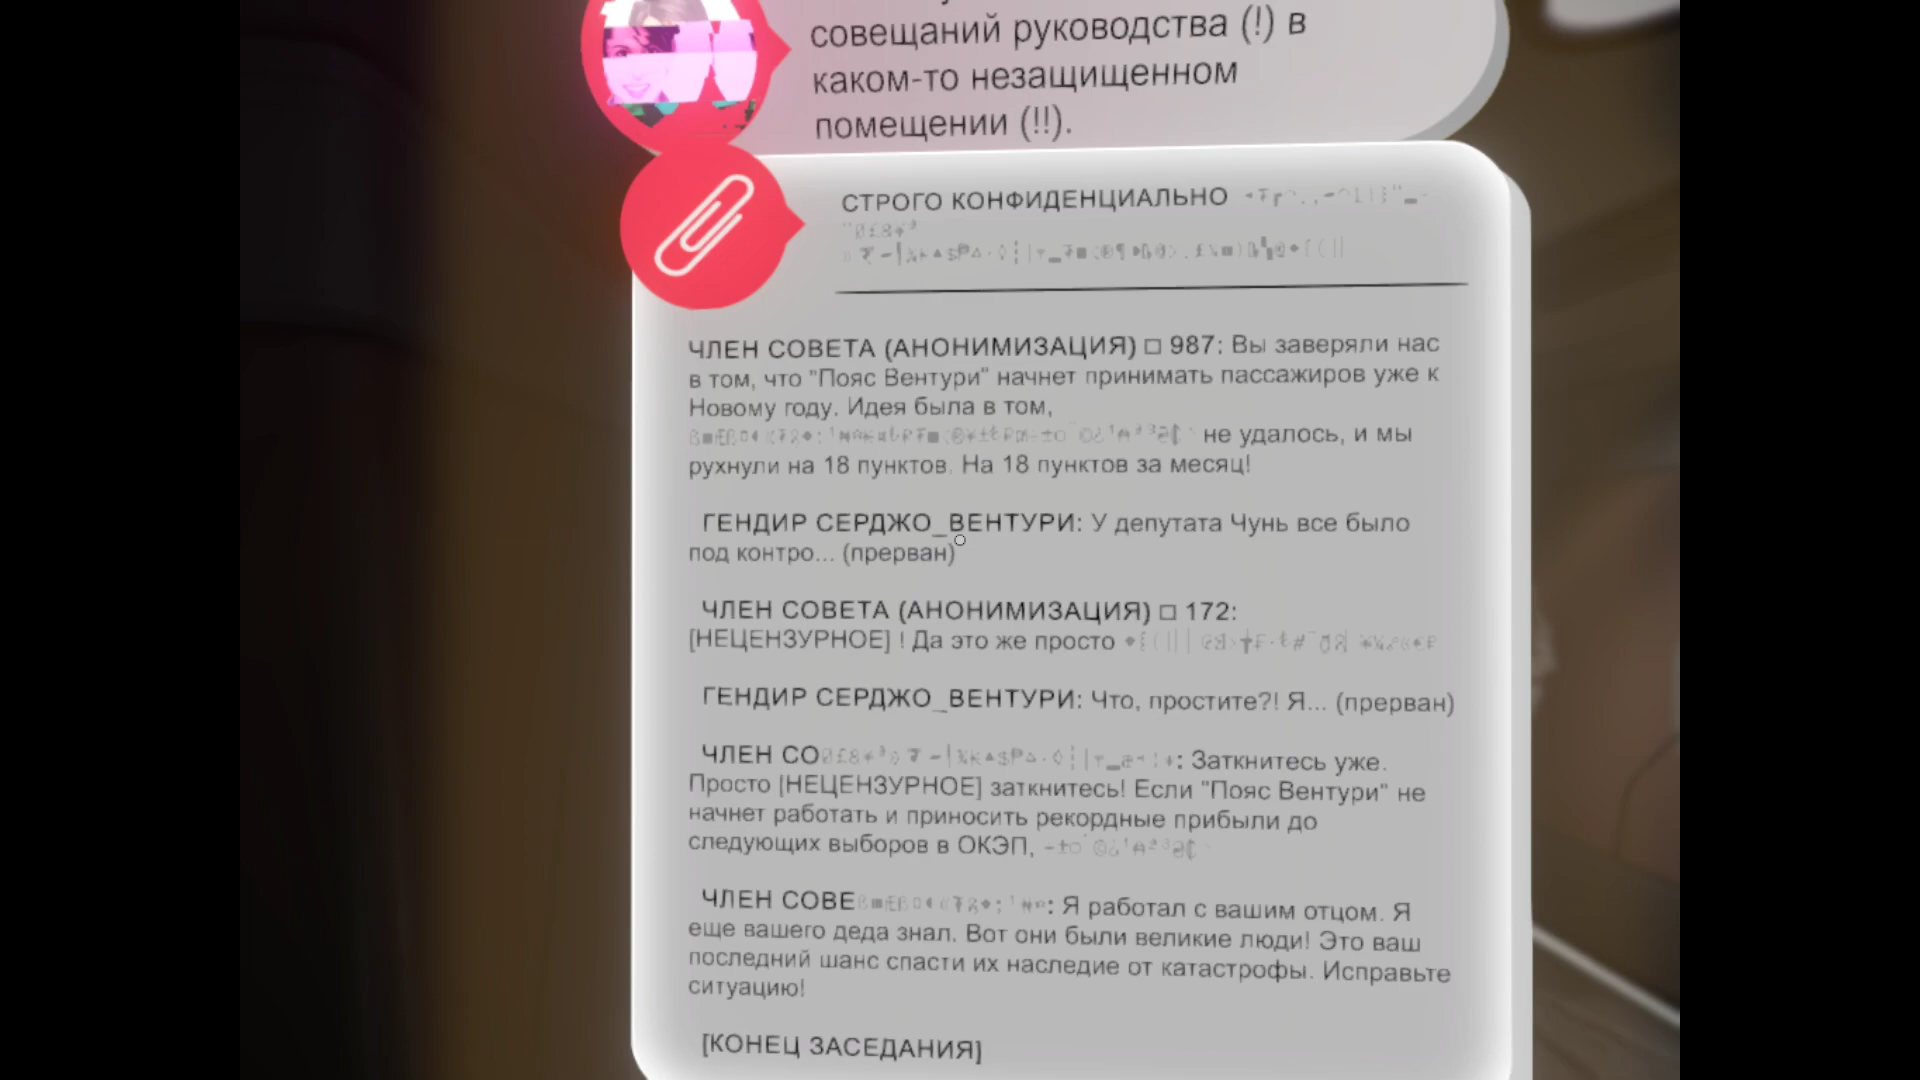 совещаний руководства (!) в
каком-то незащищенном
помещении (!!).
СТРОГО КОНФИДЕНЦИАЛЬНО
ЧЛЕН СОВЕТА (АНОНИМИЗАЦИЯ) □ 987: Вы заверяли нас
в том, что "Пояс Вентури" начнет принимать пассажиров уже к
Новому году. Идея была в том,
не удалось, и мы
рухнули на 18 пунктов. На 18 пунктов за месяц!
ГЕНДИР СЕРДЖО_ВЕНТУРИ: У депутата Чунь все было
под контро... (прерван)
ЧЛЕН СОВЕТА (АНОНИМИЗАЦИЯ) □ 172:
[НЕЦЕНЗУРНОЕ] ! Да это же просто
ГЕНДИР СЕРДЖО_ВЕНТУРИ: Что, простите?! Я... (прерван)
ЧЛЕН СО : Заткнитесь уже.
Просто [НЕЦЕНЗУРНОЕ] заткнитесь! Если "Пояс Вентури" не
начнет работать и приносить рекордные прибыли до
следующих выборов в ОКЭП,
ЧЛЕН СОВЕ : Я работал с вашим отцом. Я
еще вашего деда знал. Вот они были великие люди! Это ваш
последний шанс спасти их наследие от катастрофы. Исправьте
ситуацию!
[КОНЕЦ ЗАСЕДАНИЯ]